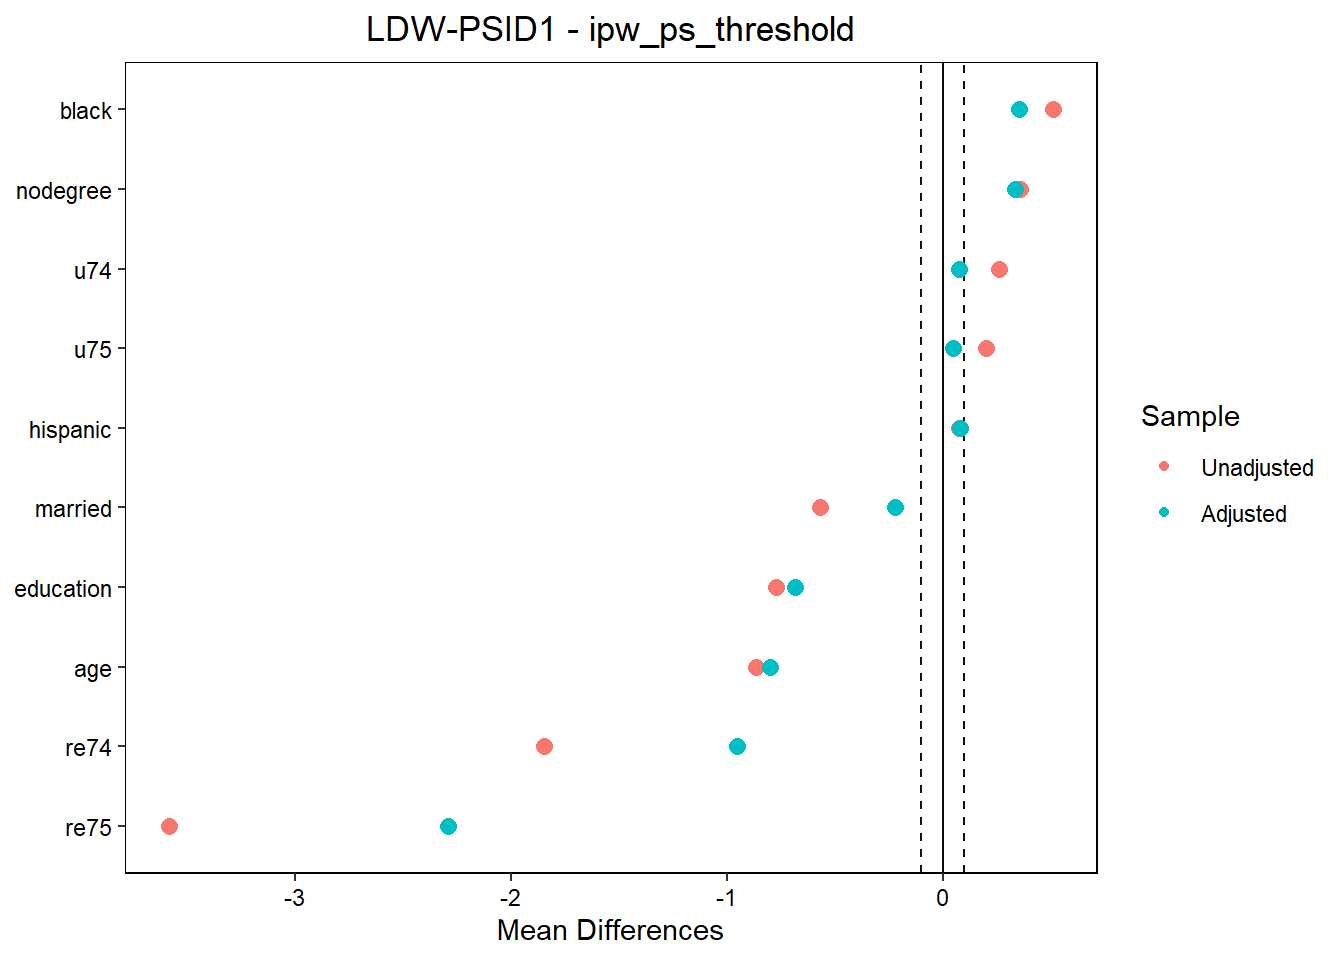 LDW-PSID1 - ipw_ps_threshold
black
nodegree
u74
u75
hispanic
married
education
age
re74
re75
-3
-2
-1
0
Mean Differences
Sample
Unadjusted
Adjusted